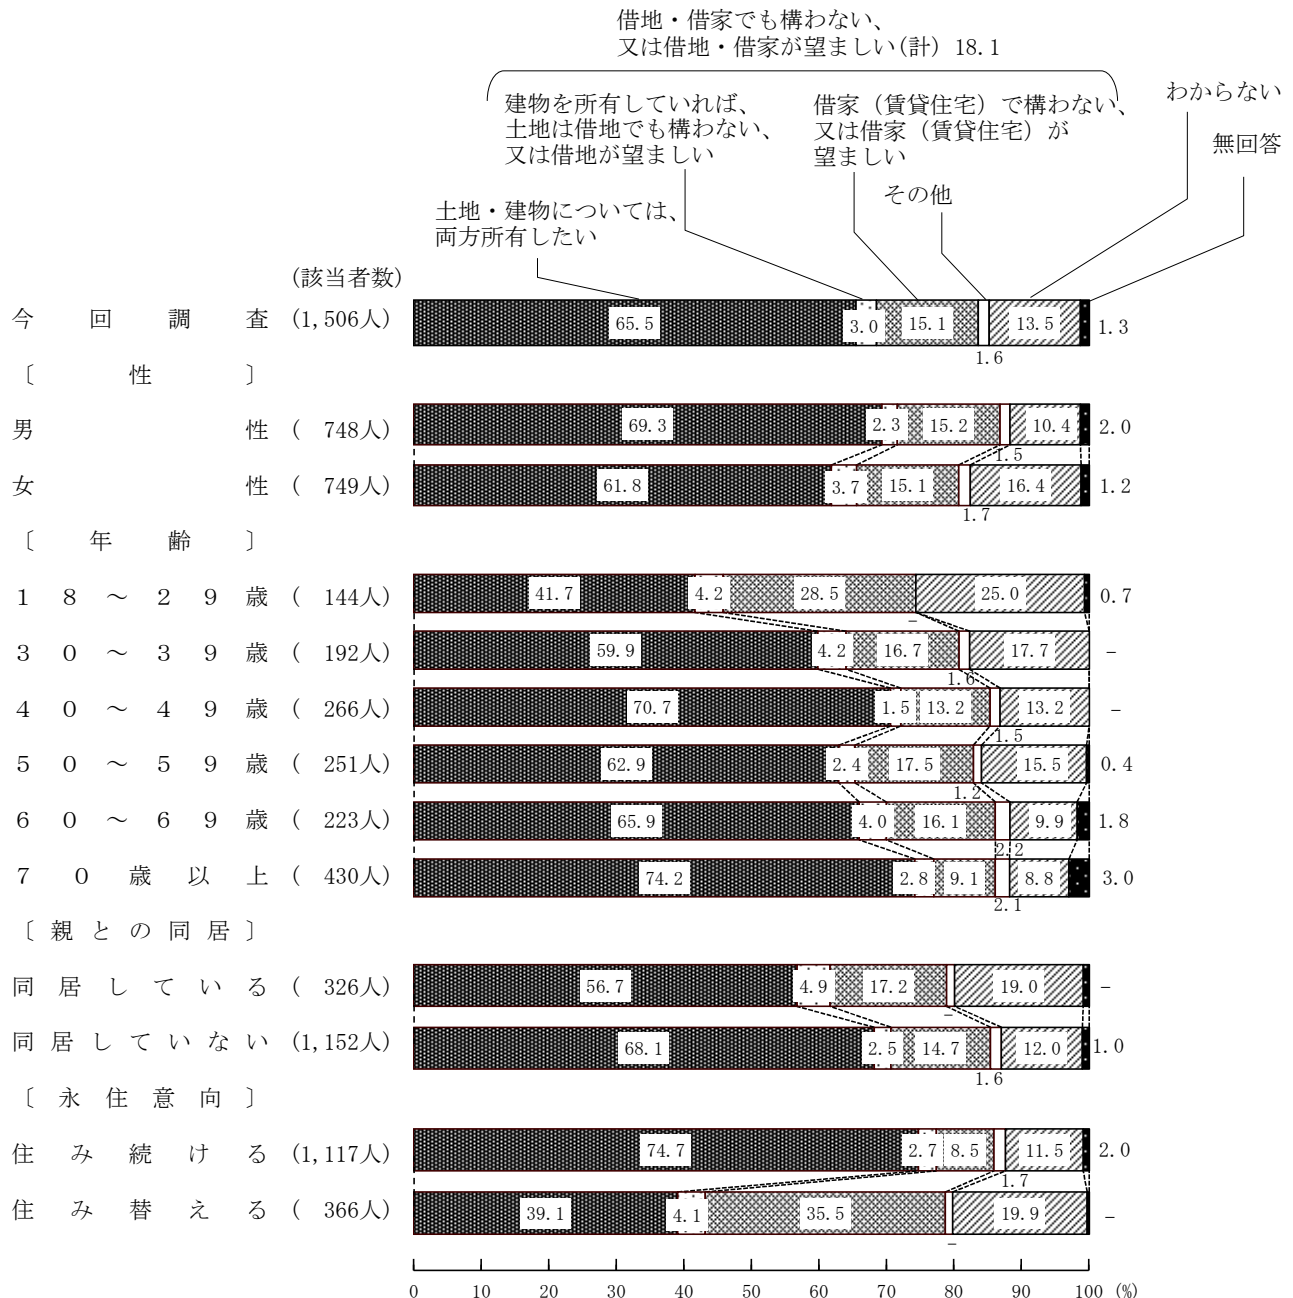 借地・借家でも構わない、
又は借地・借家が望ましい(計) 18.1
建物を所有していれば、
土地は借地でも構わない、
又は借地が望ましい
借家（賃貸住宅）で構わない、
又は借家（賃貸住宅）が
望ましい
わからない
無回答
その他
土地・建物については、
両方所有したい
(該当者数)
今回調査 (1,506人) 65.5 3.0 15.1 13.5 1.3
1.6
〔性〕
男性 ( 748人) 69.3 2.3 15.2 10.4 2.0
1.5
女性 ( 749人) 61.8 3.7 15.1 16.4 1.2
1.7
〔年齢〕
１８～２９歳 ( 144人) 41.7 4.2 28.5 25.0 0.7
－
３０～３９歳 ( 192人) 59.9 4.2 16.7 17.7 －
1.6
４０～４９歳 ( 266人) 70.7 1.5 13.2 13.2 －
1.5
５０～５９歳 ( 251人) 62.9 2.4 17.5 15.5 0.4
1.2
６０～６９歳 ( 223人) 65.9 4.0 16.1 9.9 1.8
2.2
７０歳以上 ( 430人) 74.2 2.8 9.1 8.8 3.0
2.1
〔親との同居〕
同居している ( 326人) 56.7 4.9 17.2 19.0 －
－
同居していない (1,152人) 68.1 2.5 14.7 12.0 1.0
1.6
〔永住意向〕
住み続ける (1,117人) 74.7 2.7 8.5 11.5 2.0
1.7
住み替える ( 366人) 39.1 4.1 35.5 19.9 －
－
0 10 20 30 40 50 60 70 80 90 100 (%)